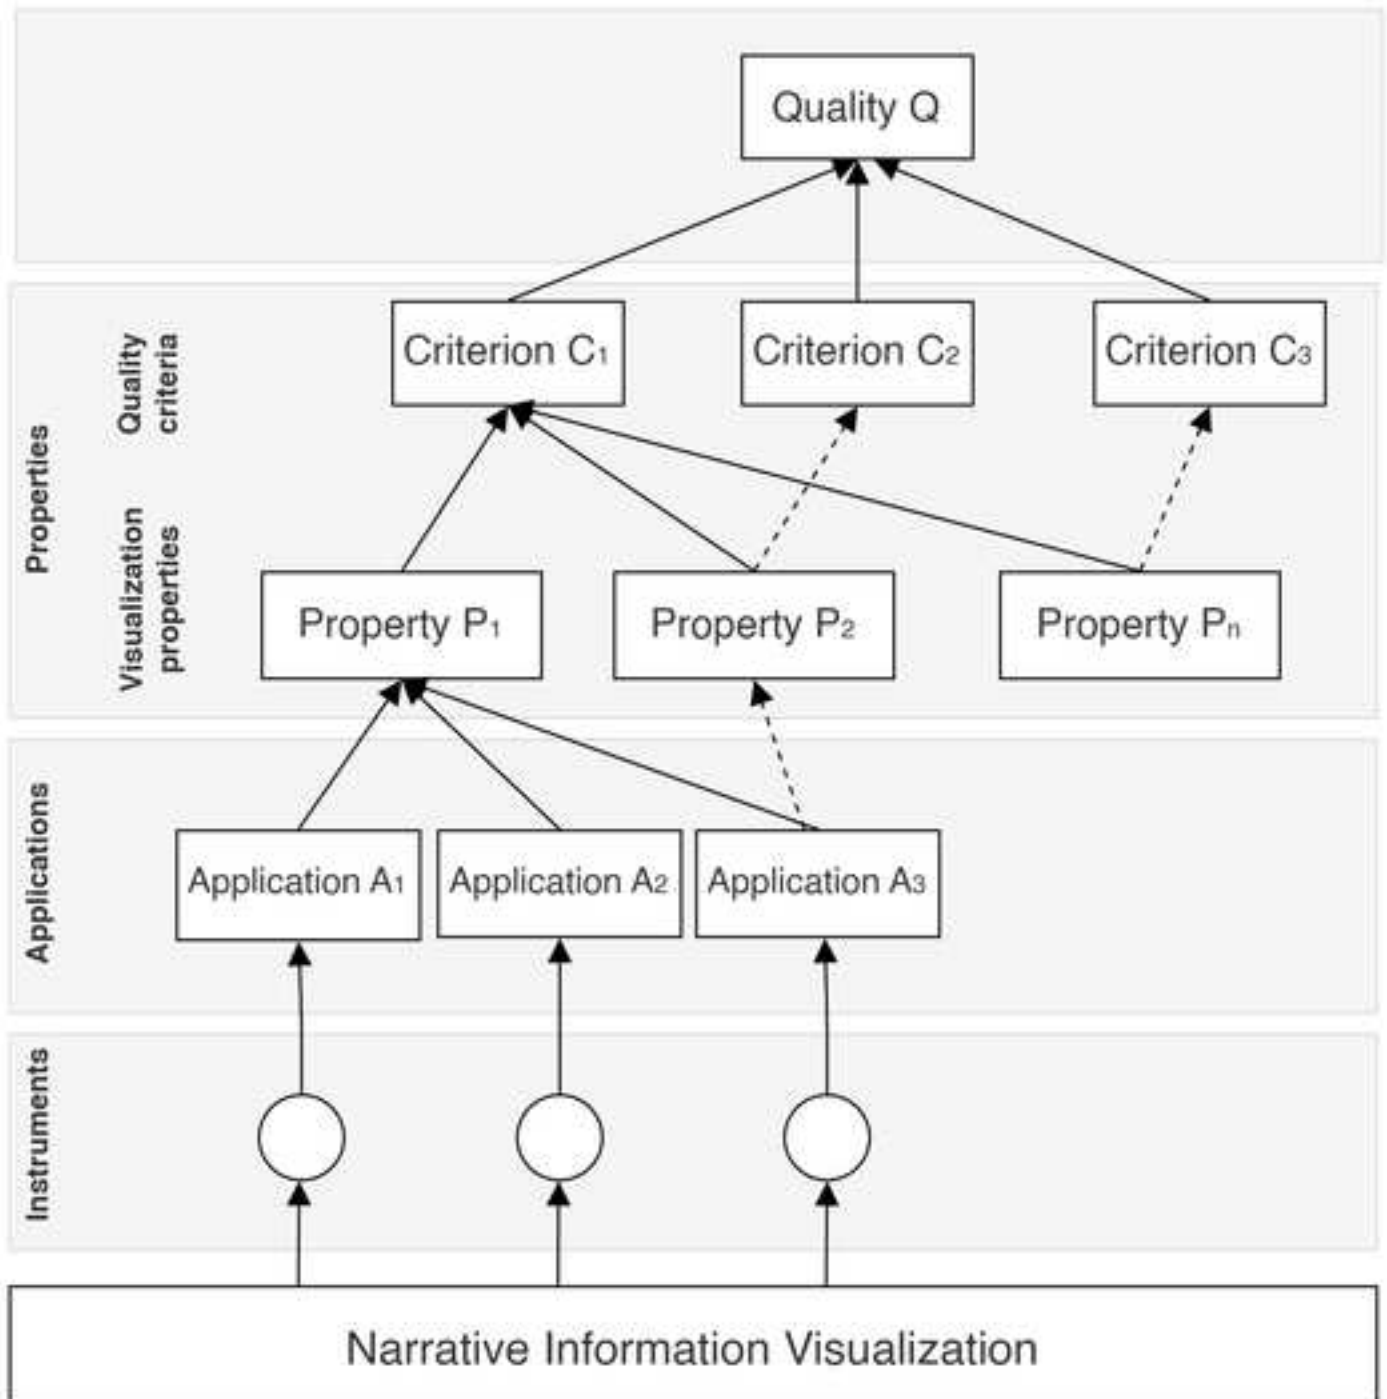 Quality Q
Properties
Quality
criteria
Criterion C₁
Criterion C₂
Criterion C₃
Visualization
properties
Property P₁
Property P₂
Property Pₙ
Applications
Application A₁
Application A₂
Application A₃
Instruments
Narrative Information Visualization